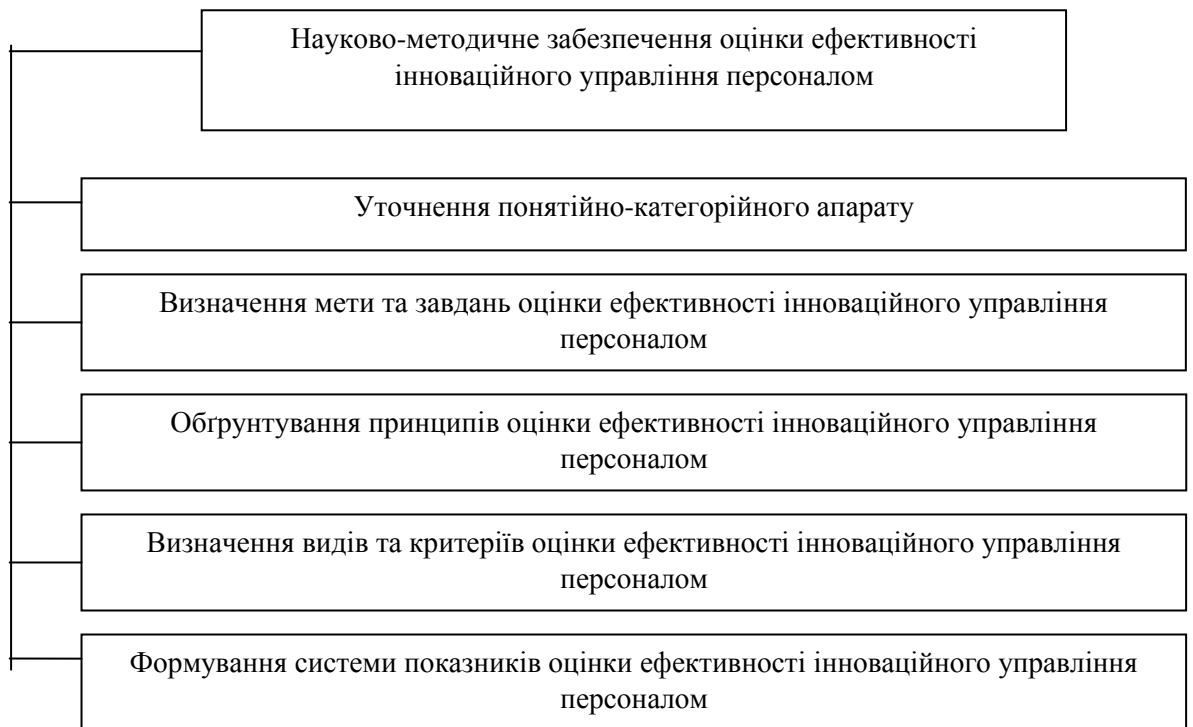 Науково-методичне забезпечення оцінки ефективності
інноваційного управління персоналом
Уточнення понятійно-категорійного апарату
Визначення мети та завдань оцінки ефективності інноваційного управління
персоналом
Обґрунтування принципів оцінки ефективності інноваційного управління
персоналом
Визначення видів та критеріїв оцінки ефективності інноваційного управління
персоналом
Формування системи показників оцінки ефективності інноваційного управління
персоналом